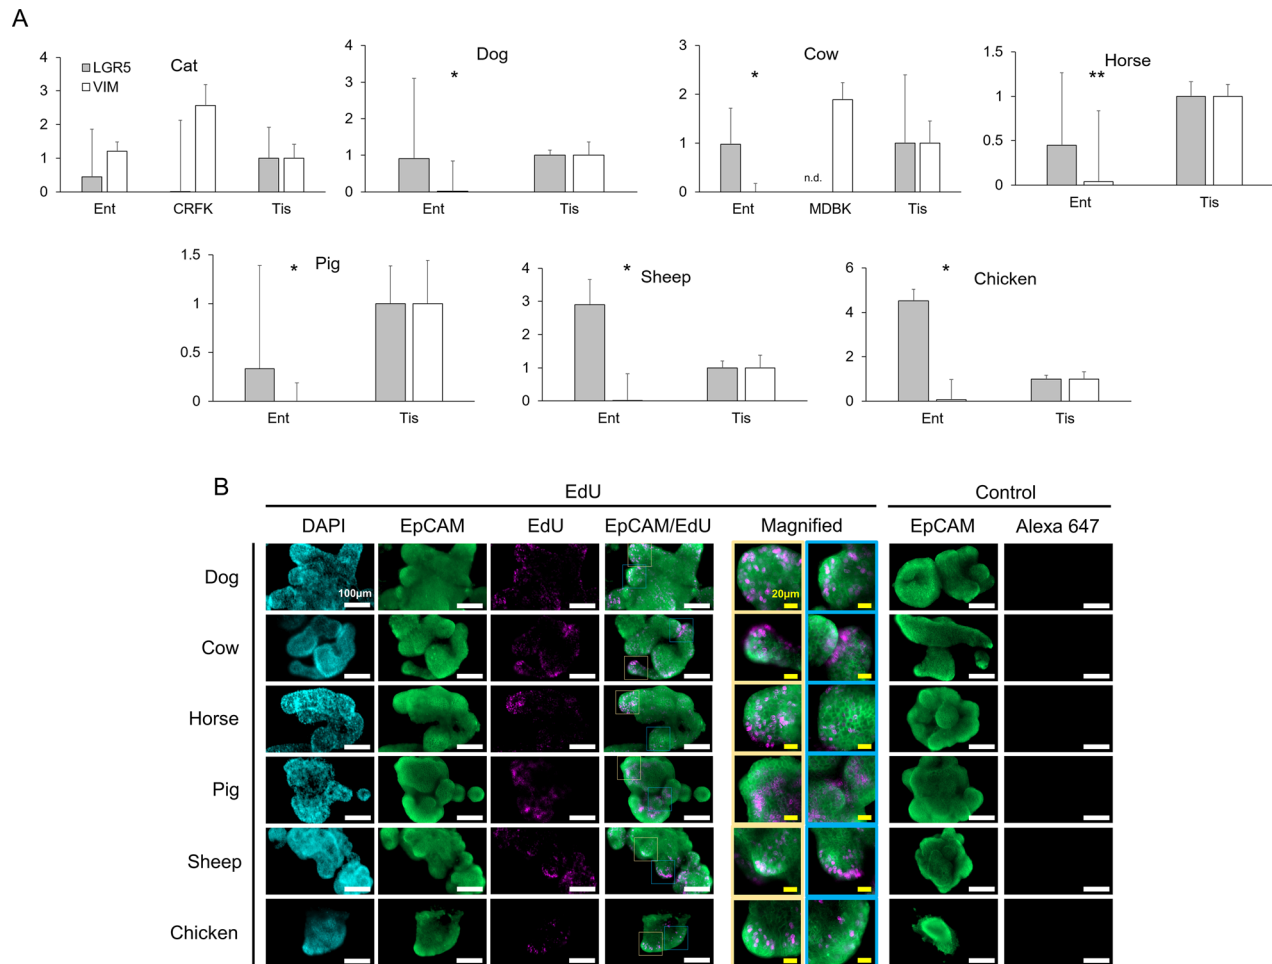 A
Cat
LGR5
VIM
4
3
2
1
0
Ent
CRFK
Tis
Dog
*
4
3
2
1
0
Ent
Tis
Cow
*
3
2
1
0
n.d.
Ent
MDBK
Tis
Horse
**
1.5
1
0.5
0
Ent
Tis
Pig
*
1.5
1
0.5
0
Ent
Tis
Sheep
*
4
3
2
1
0
Ent
Tis
Chicken
*
6
4
2
0
Ent
Tis
B
EdU
Control
DAPI
EpCAM
EdU
EpCAM/EdU
Magnified
EpCAM
Alexa 647
Dog
100μm
20μm
Cow
Horse
Pig
Sheep
Chicken